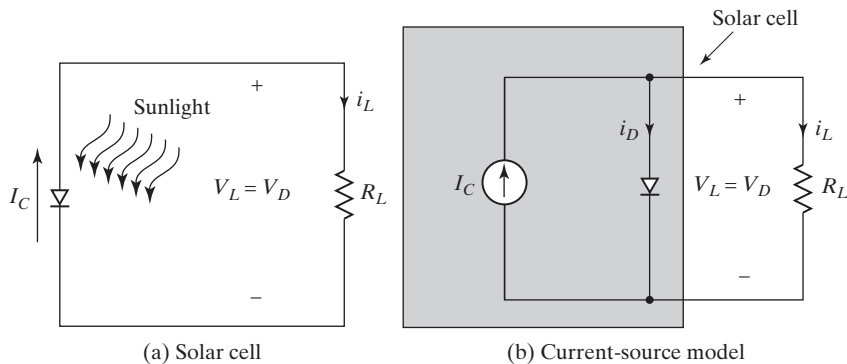 +
Sunlight
i_L
I_C
V_L = V_D
R_L
−
(a) Solar cell
Solar cell
+
i_D
i_L
I_C
V_L = V_D
R_L
−
(b) Current-source model